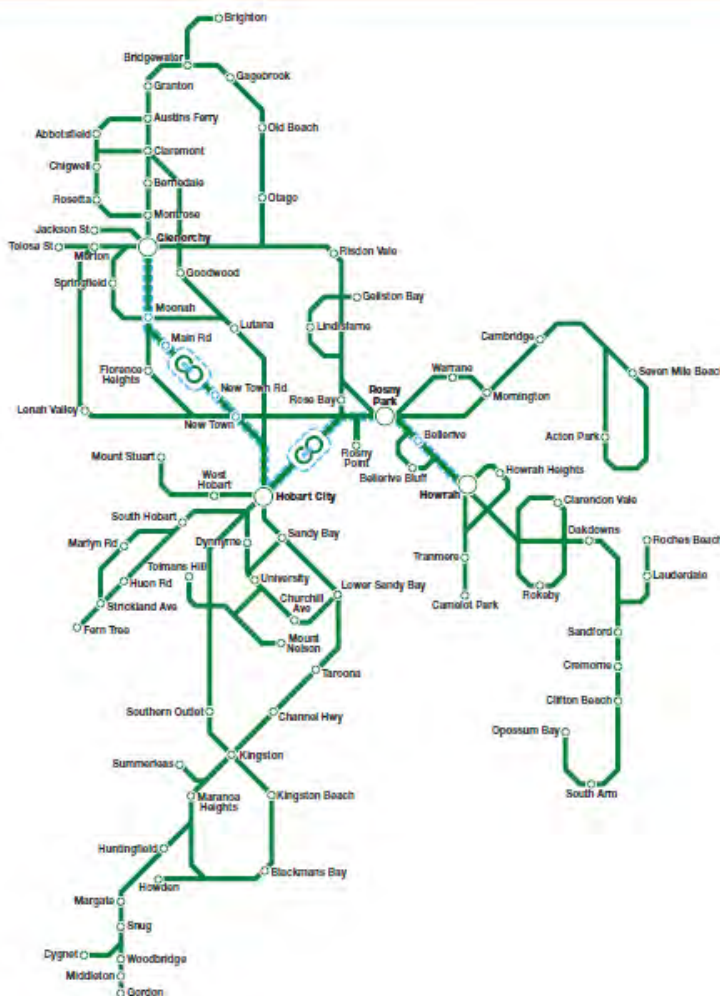 Brighton
Bridgewater
Gagebrook
Granton
Austins Ferry
Old Beach
Abbotsfield
Claremont
Chigwell
Berriedale
Rosetta
Otago
Montrose
Jackson St
Glenorchy
Tolosa St
Merton
Risdon Vale
Springfield
Goodwood
Geilston Bay
Moonah
Lutana
Lindisfarne
Main Rd
Cambridge
GO
Florence
Heights
Warrane
Seven Mile Beach
New Town Rd
Rosny
Park
Mornington
Lenah Valley
Rose Bay
New Town
Bellerive
Acton Park
GO
Rosny
Point
Mount Stuart
Bellerive Bluff
Howrah Heights
West
Hobart
Howrah
Hobart City
Clarendon Vale
South Hobart
Sandy Bay
Oakdowns
Roches Beach
Marlyn Rd
Dynnyrne
Tolmans Hill
Tranmere
Huon Rd
University
Lower Sandy Bay
Lauderdale
Churchill
Ave
Camelot Park
Rokeby
Strickland Ave
Fern Tree
Mount
Nelson
Sandford
Taroona
Cremorne
Southern Outlet
Channel Hwy
Clifton Beach
Opossum Bay
Kingston
Summerleas
Maranoa
Heights
Kingston Beach
South Arm
Huntingfield
Blackmans Bay
Howden
Margate
Snug
Cygnet
Woodbridge
Middleton
Gordon